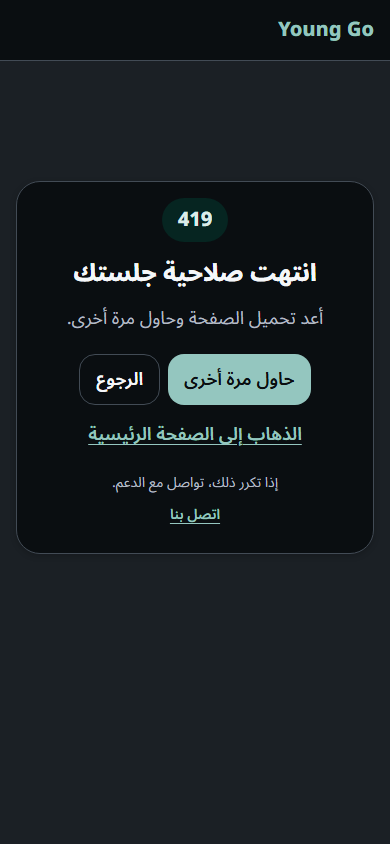 Young Go
419
انتهت صلاحية جلستك
أعد تحميل الصفحة وحاول مرة أخرى.
حاول مرة أخرى
الرجوع
الذهاب إلى الصفحة الرئيسية
إذا تكرر ذلك، تواصل مع الدعم.
اتصل بنا